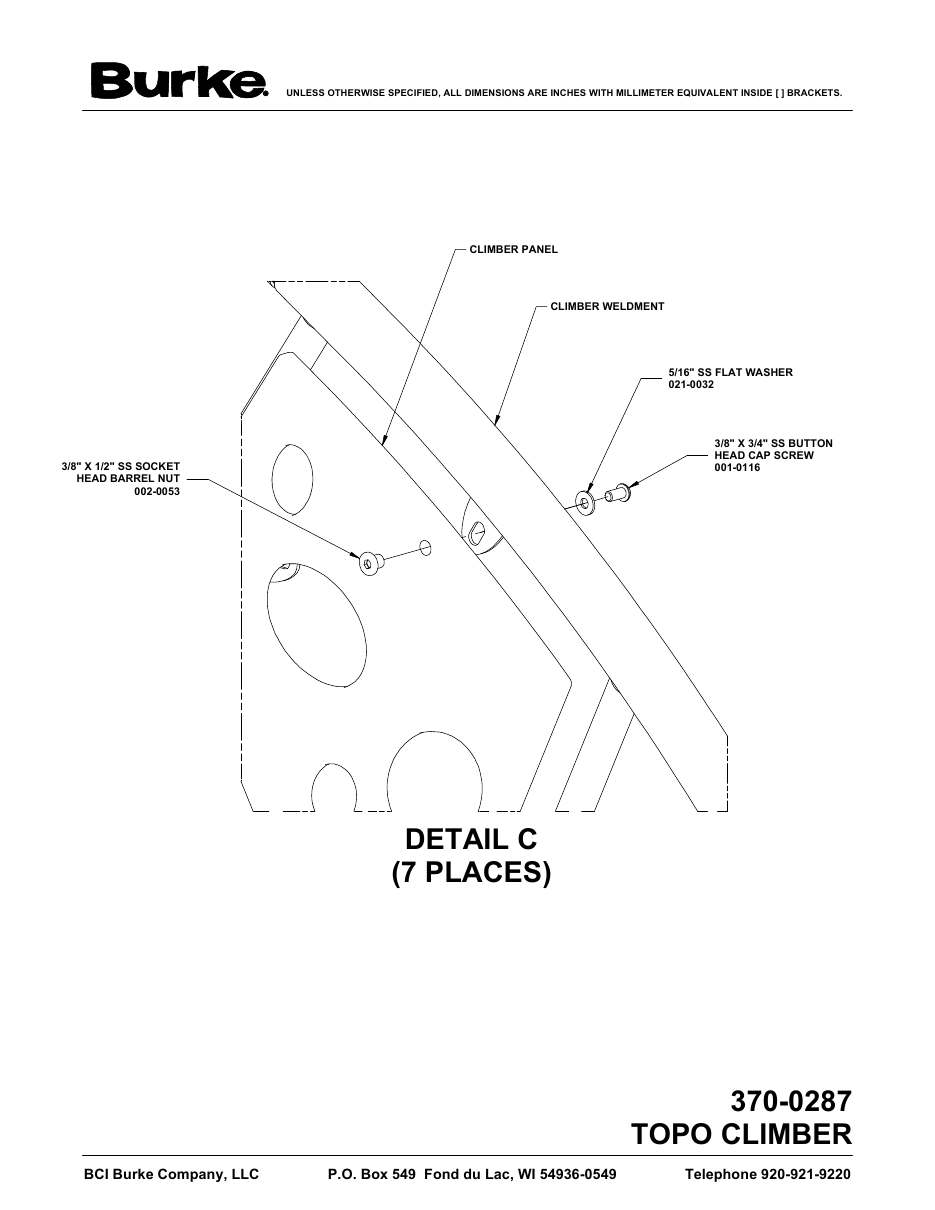 Burke.
UNLESS OTHERWISE SPECIFIED, ALL DIMENSIONS ARE INCHES WITH MILLIMETER EQUIVALENT INSIDE [ ] BRACKETS.
CLIMBER PANEL
CLIMBER WELDMENT
5/16" SS FLAT WASHER
021-0032
3/8" X 3/4" SS BUTTON
HEAD CAP SCREW
001-0116
3/8" X 1/2" SS SOCKET
HEAD BARREL NUT
002-0053
DETAIL C
(7 PLACES)
370-0287
TOPO CLIMBER
BCI Burke Company, LLC P.O. Box 549 Fond du Lac, WI 54936-0549 Telephone 920-921-9220